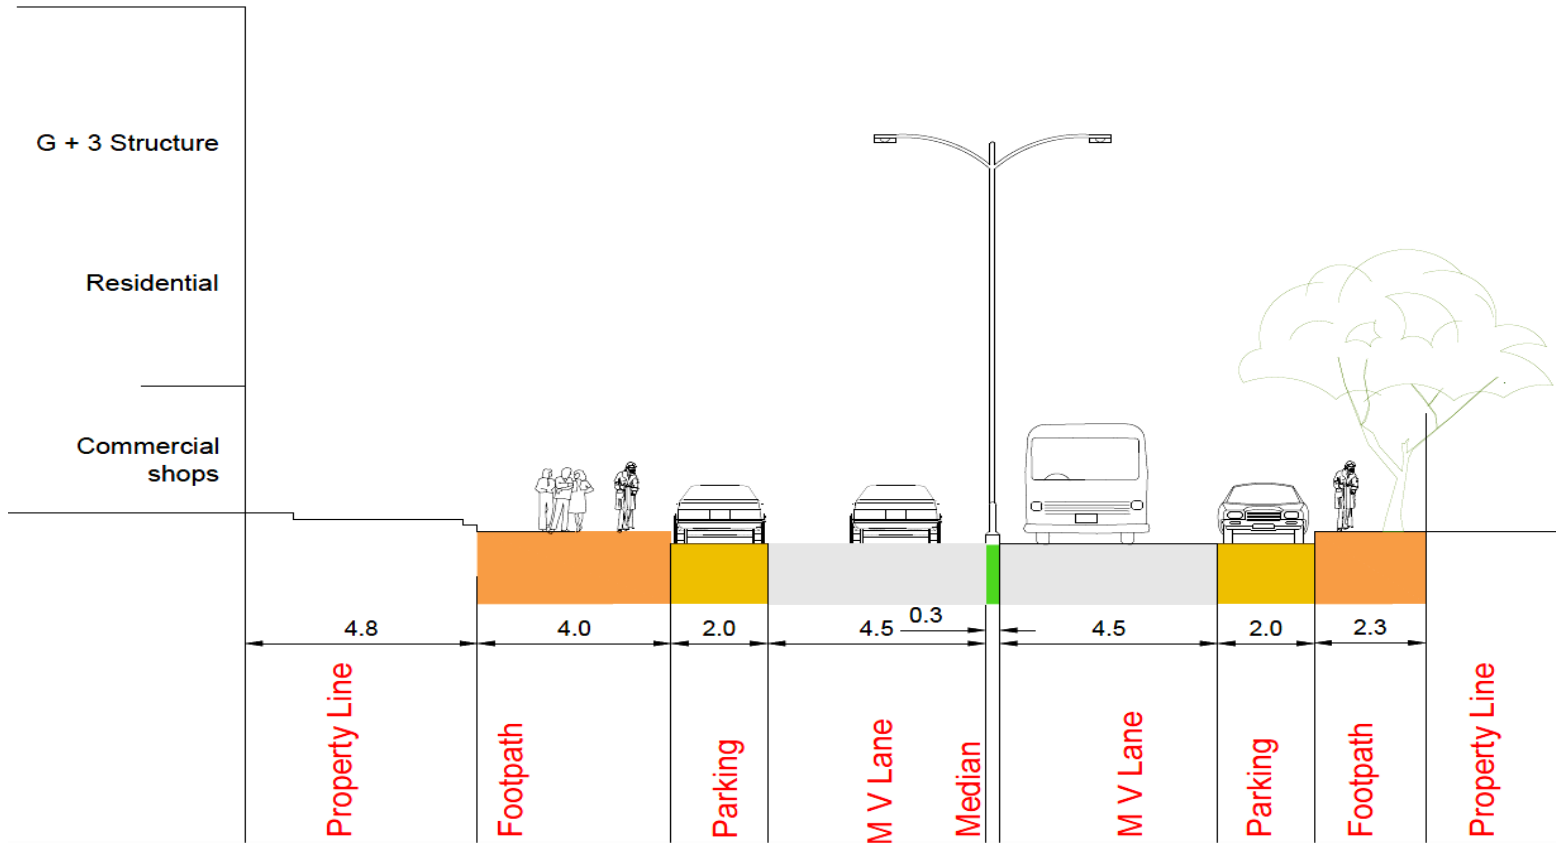 G + 3 Structure
Residential
Commercial
shops
4.8
4.0
2.0
4.5
0.3
4.5
2.0
2.3
Property Line
Footpath
Parking
M V Lane
Median
M V Lane
Parking
Footpath
Property Line